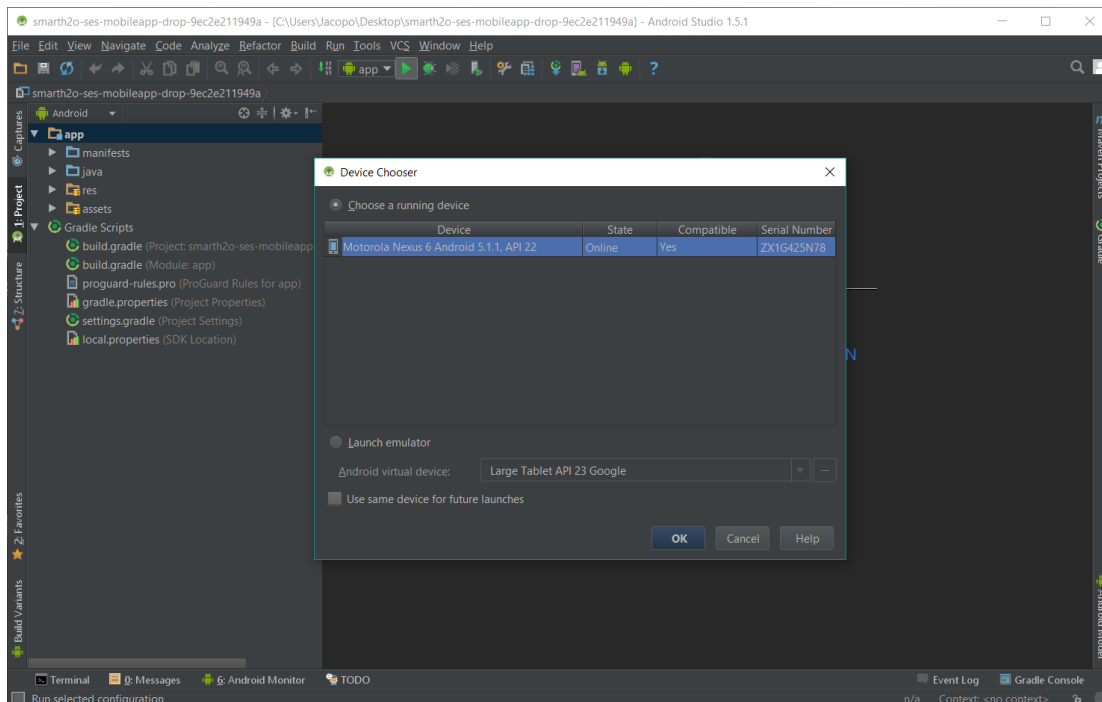 smarth2o-ses-mobileapp-drop-9ec2e211949a - [C:\Users\Jacopo\Desktop\smarth2o-ses-mobileapp-drop-9ec2e211949a] - Android Studio 1.5.1
File Edit View Navigate Code Analyze Refactor Build Run Tools VCS Window Help
app
smarth2o-ses-mobileapp-drop-9ec2e211949a
Captures
1: Project
Z: Structure
2: Favorites
Build Variants
Android
app
manifests
java
res
assets
Gradle Scripts
build.gradle (Project: smarth2o-ses-mobileapp
build.gradle (Module: app)
proguard-rules.pro (ProGuard Rules for app)
gradle.properties (Project Properties)
settings.gradle (Project Settings)
local.properties (SDK Location)
Device Chooser
Choose a running device
Device State Compatible Serial Number
Motorola Nexus 6 Android 5.1.1, API 22 Online Yes ZX1G425N78
N
Launch emulator
Android virtual device: Large Tablet API 23 Google
...
Use same device for future launches
OK Cancel Help
Maven Projects
Gradle
Android Model
Terminal 0: Messages 6: Android Monitor TODO Event Log Gradle Console
Run selected configuration n/a Context: <no context>